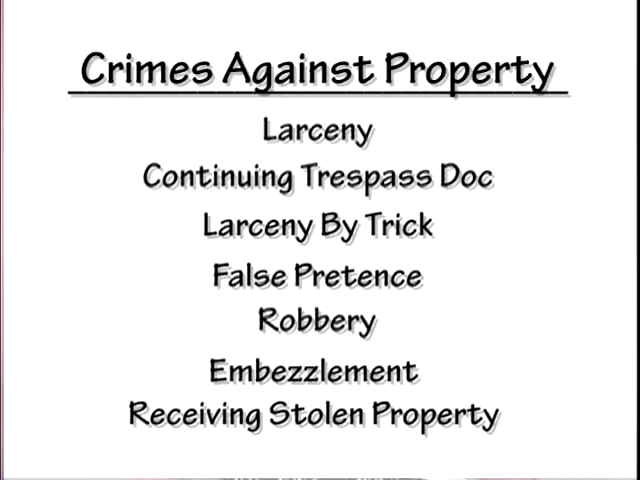 Crimes Against Property
Larceny
Continuing Trespass Doc
Larceny By Trick
False Pretence
Robbery
Embezzlement
Receiving Stolen Property